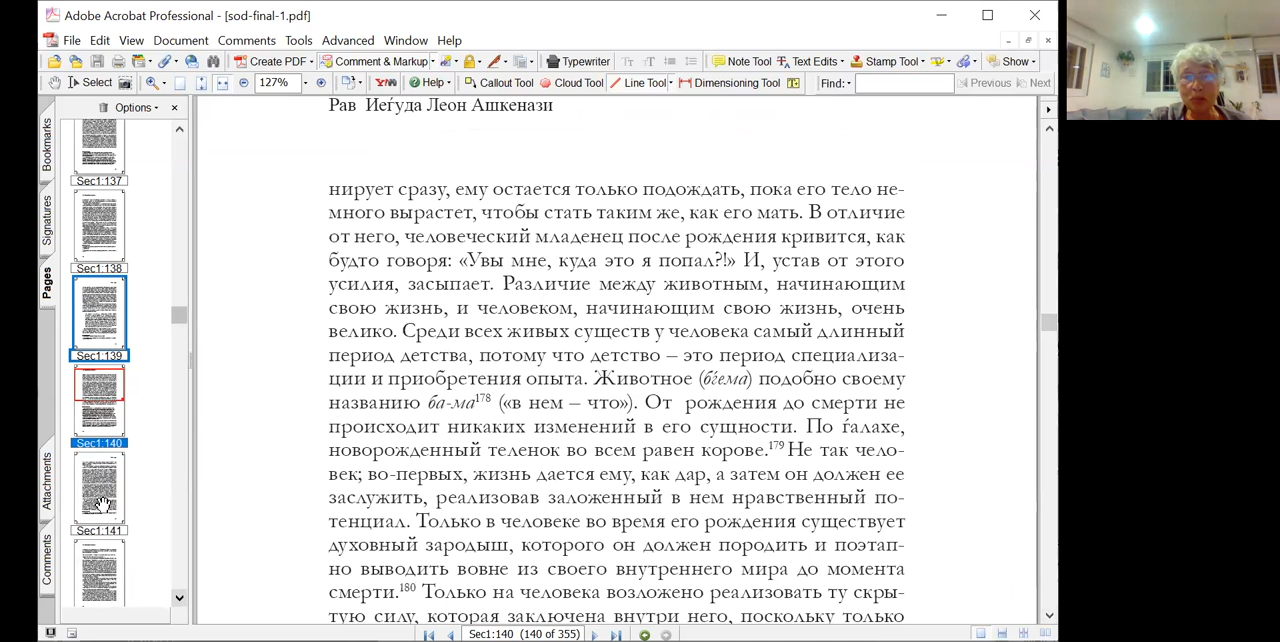 Adobe Acrobat Professional - [sod-final-1.pdf]
File Edit View Document Comments Tools Advanced Window Help
Create PDF Comment & Markup Typewriter Note Tool Text Edits Stamp Tool Show
Select 127% Y!MB Help Callout Tool Cloud Tool Line Tool Dimensioning Tool Find: Previous Next
Options
Bookmarks
Signatures
Pages
Attachments
Comments
Sec1:137
Sec1:138
Sec1:139
Sec1:140
Sec1:141
Рав Иеѓуда Леон Ашкенази
нирует сразу, ему остается только подождать, пока его тело не-
много вырастет, чтобы стать таким же, как его мать. В отличие
от него, человеческий младенец после рождения кривится, как
будто говоря: «Увы мне, куда это я попал?!» И, устав от этого
усилия, засыпает. Различие между животным, начинающим
свою жизнь, и человеком, начинающим свою жизнь, очень
велико. Среди всех живых существ у человека самый длинный
период детства, потому что детство – это период специализа-
ции и приобретения опыта. Животное (бѓема) подобно своему
названию ба-ма178 («в нем – что»). От рождения до смерти не
происходит никаких изменений в его сущности. По ѓалахе,
новорожденный теленок во всем равен корове.179 Не так чело-
век; во-первых, жизнь дается ему, как дар, а затем он должен ее
заслужить, реализовав заложенный в нем нравственный по-
тенциал. Только в человеке во время его рождения существует
духовный зародыш, которого он должен породить и поэтап-
но выводить вовне из своего внутреннего мира до момента
смерти.180 Только на человека возложено реализовать ту скры-
тую силу, которая заключена внутри него, поскольку только
Sec1:140 (140 of 355)